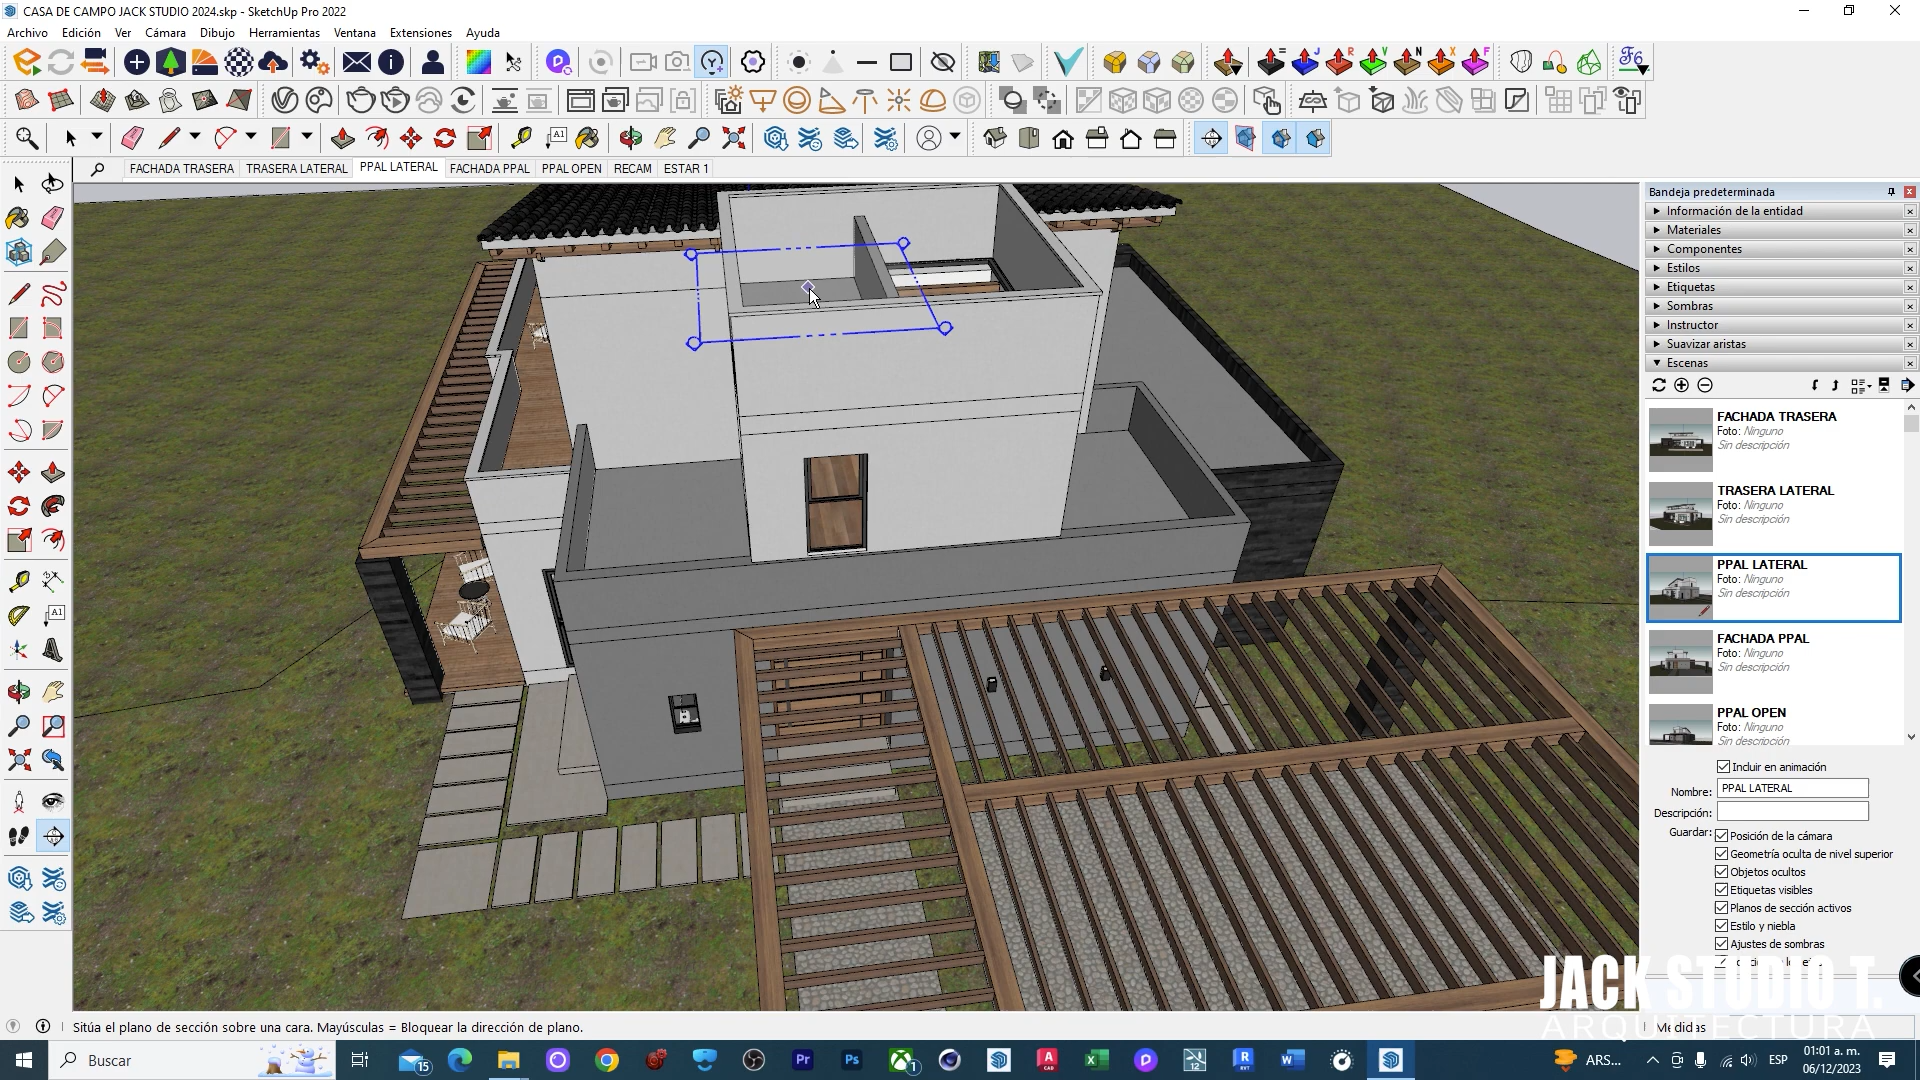 CASA DE CAMPO JACK STUDIO 2024.skp - SketchUp Pro 2022
Archivo Edición Ver Cámara Dibujo Herramientas Ventana Extensiones Ayuda
FACHADA TRASERA TRASERA LATERAL PPAL LATERAL FACHADA PPAL PPAL OPEN RECAM ESTAR 1
Bandeja predeterminada
Información de la entidad
Materiales
Componentes
Estilos
Etiquetas
Sombras
Instructor
Suavizar aristas
Escenas
FACHADA TRASERA
Foto: Ninguno
Sin descripción
TRASERA LATERAL
Foto: Ninguno
Sin descripción
PPAL LATERAL
Foto: Ninguno
Sin descripción
FACHADA PPAL
Foto: Ninguno
Sin descripción
PPAL OPEN
Foto: Ninguno
Sin descripción
Incluir en animación
Nombre: PPAL LATERAL
Descripción:
Guardar: Posición de la cámara
Geometría oculta de nivel superior
Objetos ocultos
Etiquetas visibles
Planos de sección activos
Estilo y niebla
Ajustes de sombras
JACK STUDIO T.
ARQUITECTURA
Sitúa el plano de sección sobre una cara. Mayúsculas = Bloquear la dirección de plano.
Medidas
Buscar
15
1
ARS...
ESP
01:01 a. m.
06/12/2023